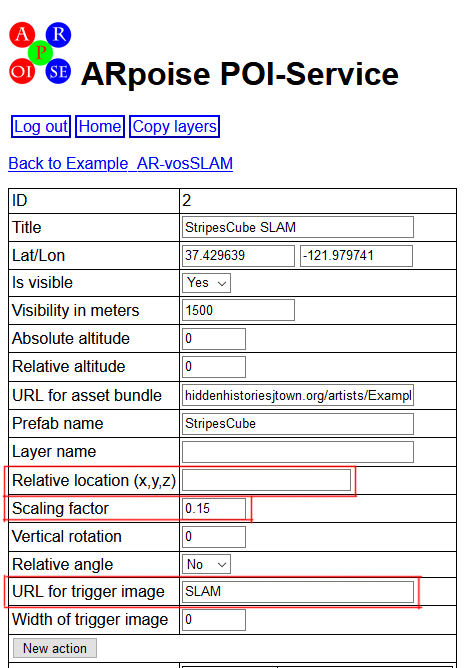 A R
P
OI SE
ARpoise POI-Service
Log out Home Copy layers
Back to Example_AR-vosSLAM
ID 2
Title StripesCube SLAM
Lat/Lon 37.429639 -121.979741
Is visible Yes
Visibility in meters 1500
Absolute altitude 0
Relative altitude 0
URL for asset bundle hiddenhistoriesjtown.org/artists/Exampl
Prefab name StripesCube
Layer name
Relative location (x,y,z)
Scaling factor 0.15
Vertical rotation 0
Relative angle No
URL for trigger image SLAM
Width of trigger image 0
New action